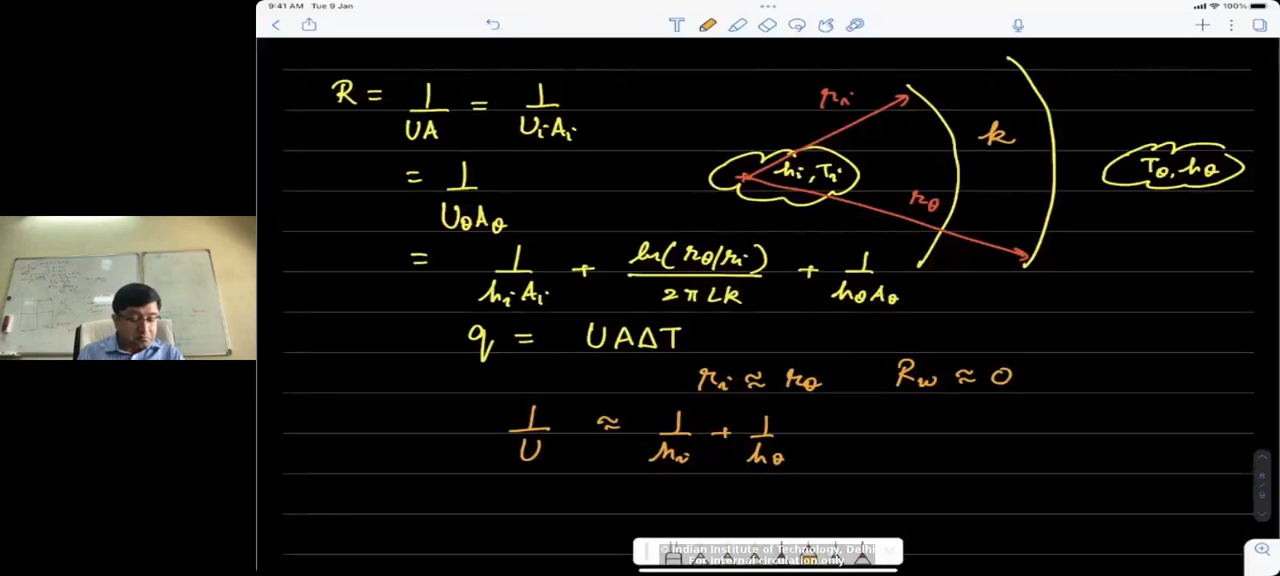 9:41 AM Tue 9 Jan
100%
R = 1/UA = 1/UᵢAᵢ
= 1/UₒAₒ
= 1/hᵢAᵢ + ln(rₒ/rᵢ)/2πLk + 1/hₒAₒ
q = UAΔT
rᵢ ≈ rₒ R_w ≈ 0
1/U ≈ 1/hᵢ + 1/hₒ
rᵢ
k
hᵢ, Tᵢ
Tₒ, hₒ
rₒ
8/9
© Indian Institute of Technology, Delhi
For internal circulation only